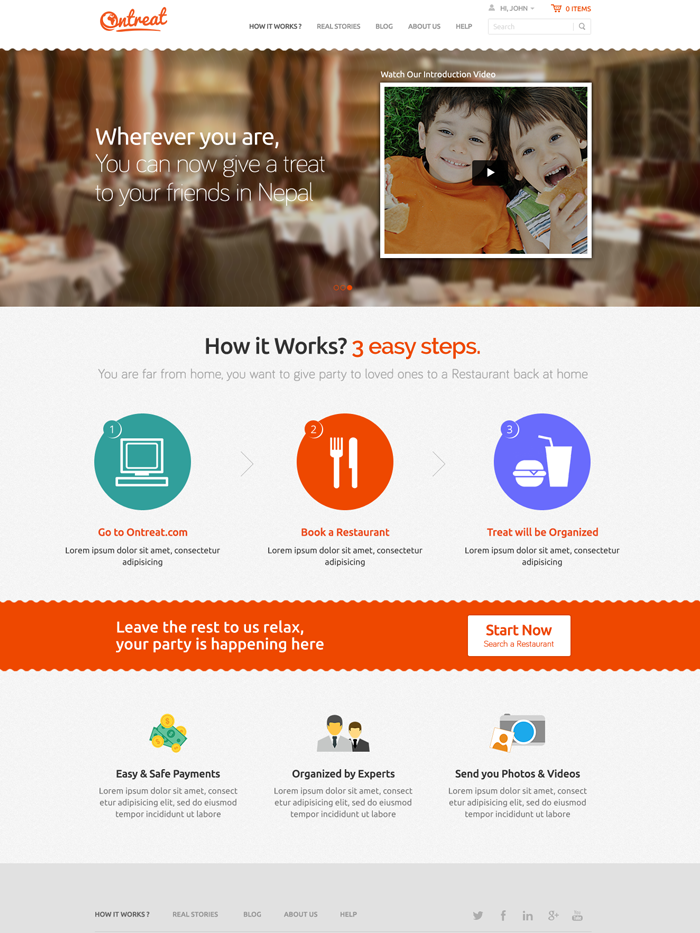 Ontreat
HI, JOHN
0 ITEMS
HOW IT WORKS ?
REAL STORIES
BLOG
ABOUT US
HELP
Search
Watch Our Introduction Video
Wherever you are,
You can now give a treat
to your friends in Nepal
How it Works? 3 easy steps.
You are far from home, you want to give party to loved ones to a Restaurant back at home
1
2
3
Go to Ontreat.com
Lorem ipsum dolor sit amet, consectetur
adipisicing
Book a Restaurant
Lorem ipsum dolor sit amet, consectetur
adipisicing
Treat will be Organized
Lorem ipsum dolor sit amet, consectetur
adipisicing
Leave the rest to us relax,
your party is happening here
Start Now
Search a Restaurant
Easy & Safe Payments
Lorem ipsum dolor sit amet, consect
etur adipisicing elit, sed do eiusmod
tempor incididunt ut labore
Organized by Experts
Lorem ipsum dolor sit amet, consect
etur adipisicing elit, sed do eiusmod
tempor incididunt ut labore
Send you Photos & Videos
Lorem ipsum dolor sit amet, consect
etur adipisicing elit, sed do eiusmod
tempor incididunt ut labore
HOW IT WORKS ?
REAL STORIES
BLOG
ABOUT US
HELP